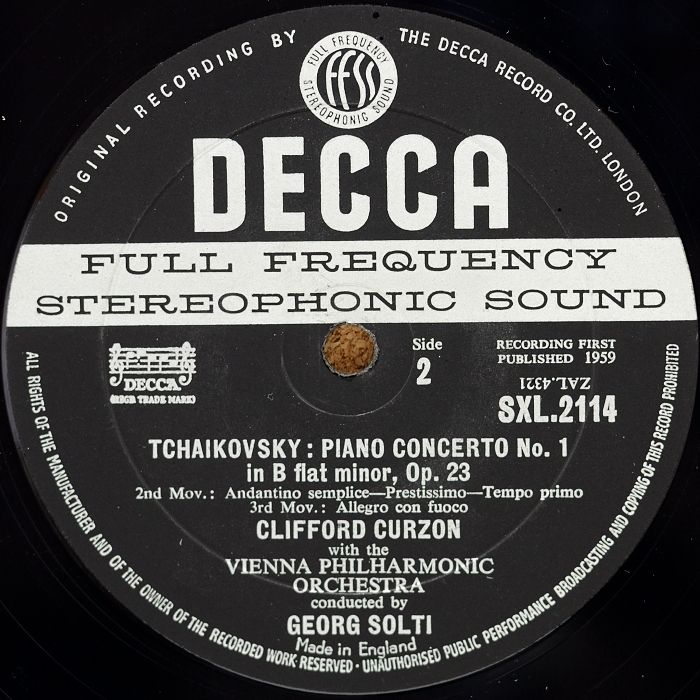 ORIGINAL RECORDING BY
THE DECCA RECORD CO. LTD. LONDON
FULL FREQUENCY
FFSS
STEREOPHONIC SOUND
DECCA
FULL FREQUENCY
STEREOPHONIC SOUND
DECCA
(REGD TRADE MARK)
Side
2
RECORDING FIRST
PUBLISHED 1959
ZAL.4321
SXL.2114
TCHAIKOVSKY : PIANO CONCERTO No. 1
in B flat minor, Op. 23
2nd Mov.: Andantino semplice—Prestissimo—Tempo primo
3rd Mov.: Allegro con fuoco
CLIFFORD CURZON
with the
VIENNA PHILHARMONIC
ORCHESTRA
conducted by
GEORG SOLTI
Made in England
ALL RIGHTS OF THE MANUFACTURER AND OF THE OWNER OF THE RECORDED WORK RESERVED · UNAUTHORISED PUBLIC PERFORMANCE BROADCASTING AND COPYING OF THIS RECORD PROHIBITED